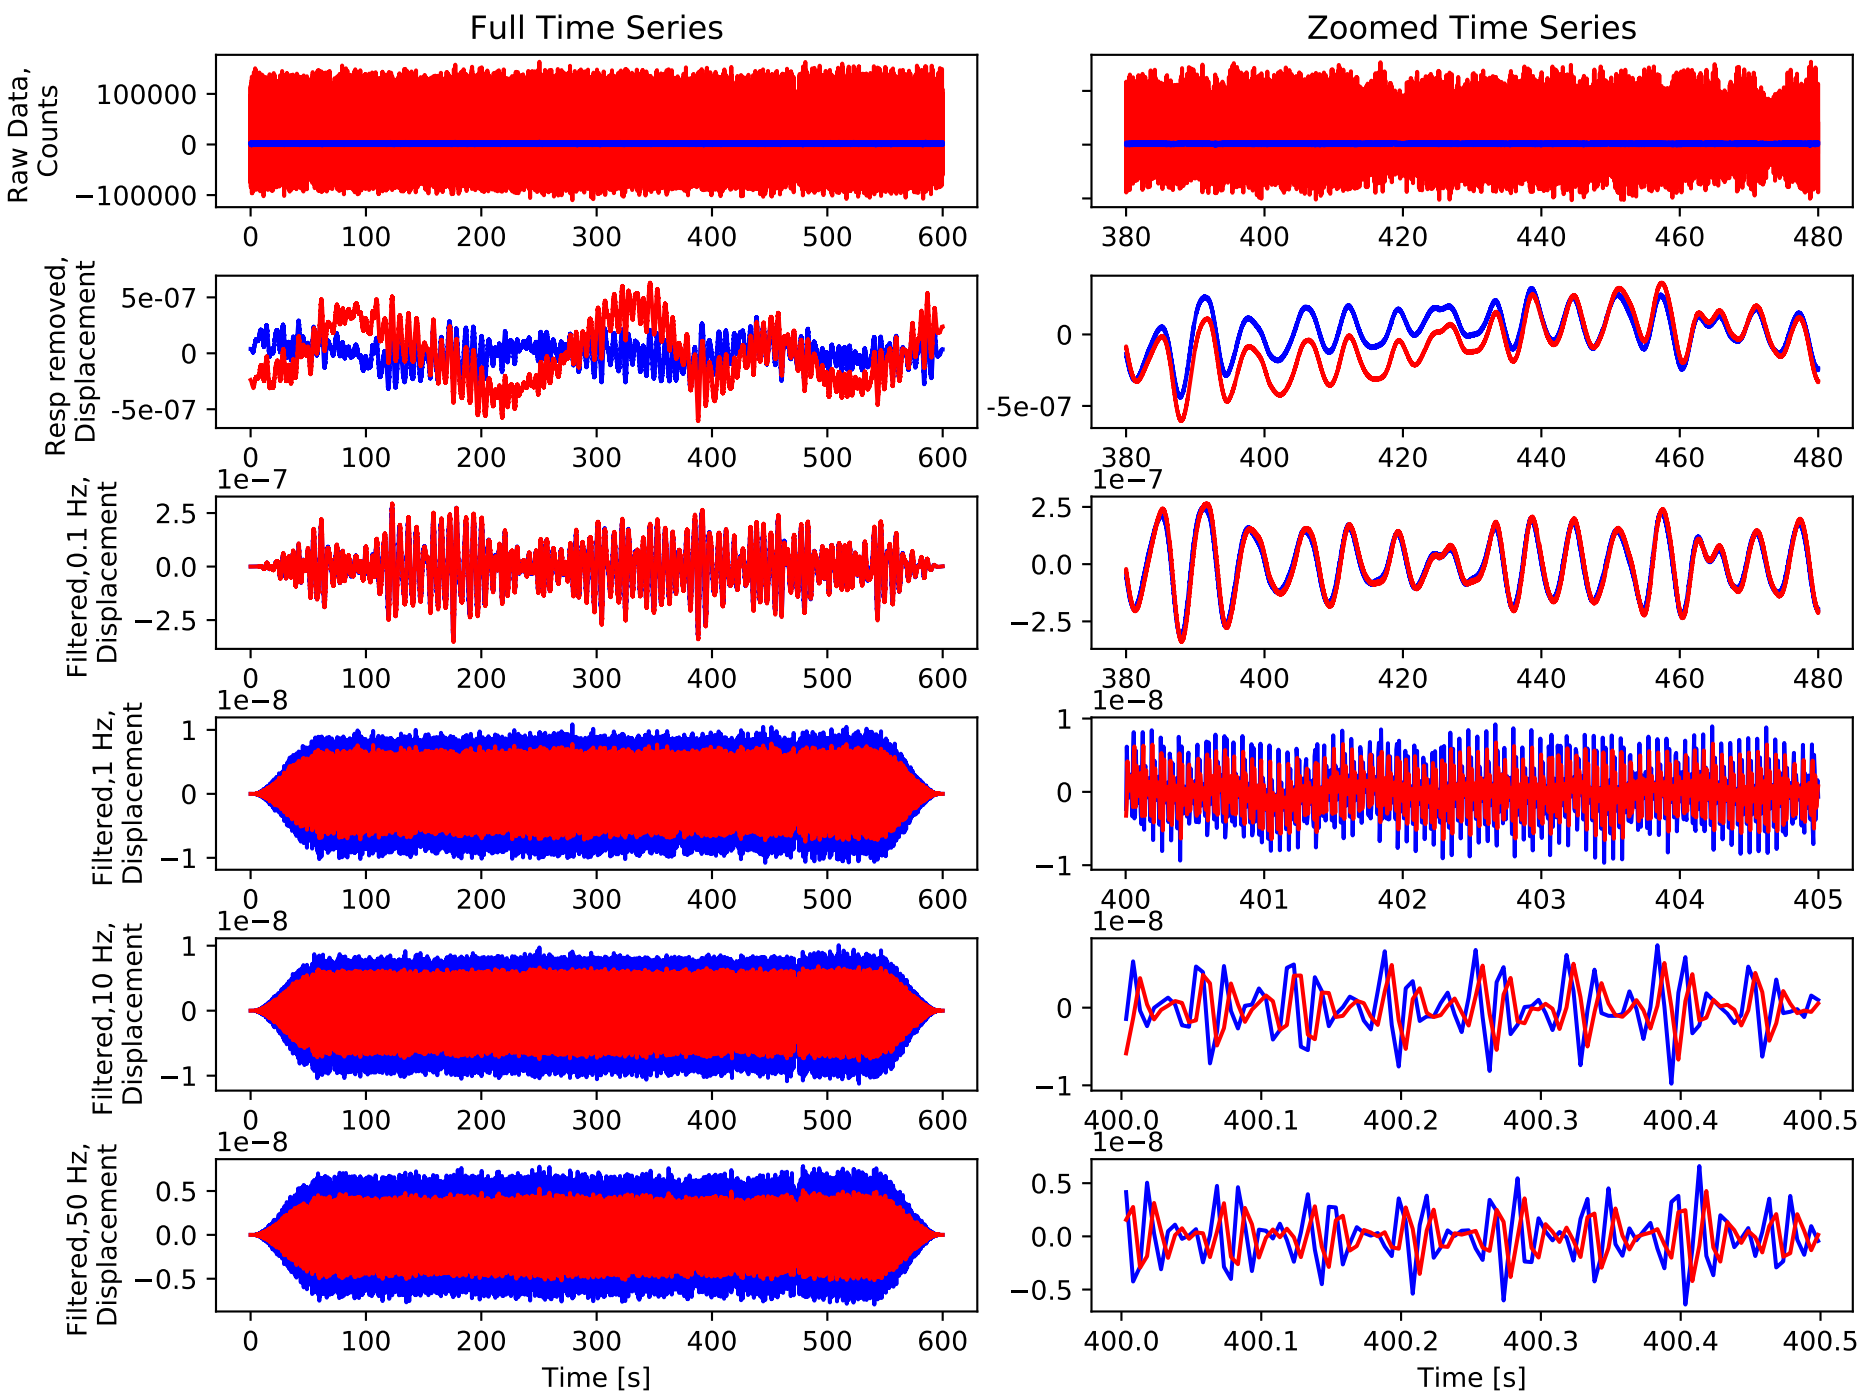 Full Time Series
Zoomed Time Series
Raw Data,
Counts
100000
0
−100000
0 100 200 300 400 500 600
380 400 420 440 460 480
Resp removed,
Displacement
5e-07
0
-5e-07
0 100 200 300 400 500 600
0
-5e-07
380 400 420 440 460 480
Filtered,0.1 Hz,
Displacement
1e−7
2.5
0.0
−2.5
0 100 200 300 400 500 600
1e−7
2.5
0.0
−2.5
380 400 420 440 460 480
Filtered,1 Hz,
Displacement
1e−8
1
0
−1
0 100 200 300 400 500 600
1e−8
1
0
−1
400 401 402 403 404 405
Filtered,10 Hz,
Displacement
1e−8
1
0
−1
0 100 200 300 400 500 600
1e−8
0
−1
400.0 400.1 400.2 400.3 400.4 400.5
Filtered,50 Hz,
Displacement
1e−8
0.5
0.0
−0.5
0 100 200 300 400 500 600
Time [s]
1e−8
0.5
0.0
−0.5
400.0 400.1 400.2 400.3 400.4 400.5
Time [s]